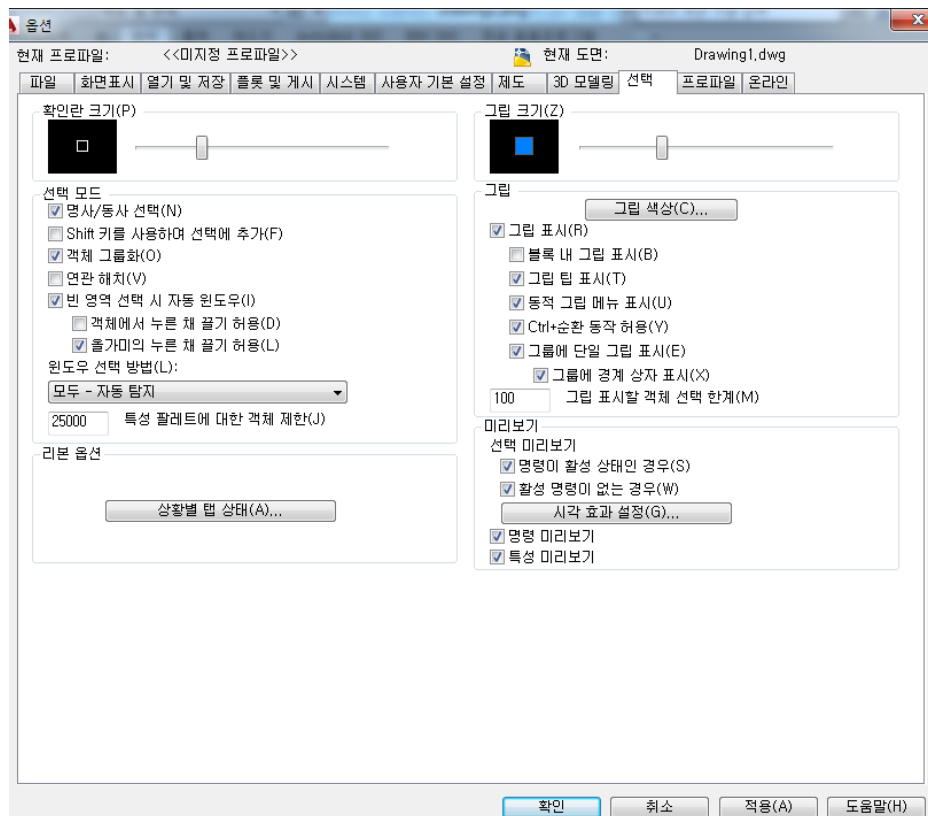 옵션
현재 프로파일: <<미지정 프로파일>> 현재 도면: Drawing1.dwg
파일 화면표시 열기 및 저장 플롯 및 게시 시스템 사용자 기본 설정 제도 3D 모델링 선택 프로파일 온라인
확인란 크기(P)
선택 모드
명사/동사 선택(N)
Shift 키를 사용하여 선택에 추가(F)
객체 그룹화(O)
연관 해치(V)
빈 영역 선택 시 자동 윈도우(I)
객체에서 누른 채 끌기 허용(D)
올가미의 누른 채 끌기 허용(L)
윈도우 선택 방법(L):
모두 - 자동 탐지
25000 특성 팔레트에 대한 객체 제한(J)
리본 옵션
상황별 탭 상태(A)...
그립 크기(Z)
그립
그립 색상(C)...
그립 표시(R)
블록 내 그립 표시(B)
그립 팁 표시(T)
동적 그립 메뉴 표시(U)
Ctrl+순환 동작 허용(Y)
그룹에 단일 그립 표시(E)
그룹에 경계 상자 표시(X)
100 그립 표시할 객체 선택 한계(M)
미리보기
선택 미리보기
명령이 활성 상태인 경우(S)
활성 명령이 없는 경우(W)
시각 효과 설정(G)...
명령 미리보기
특성 미리보기
확인 취소 적용(A) 도움말(H)